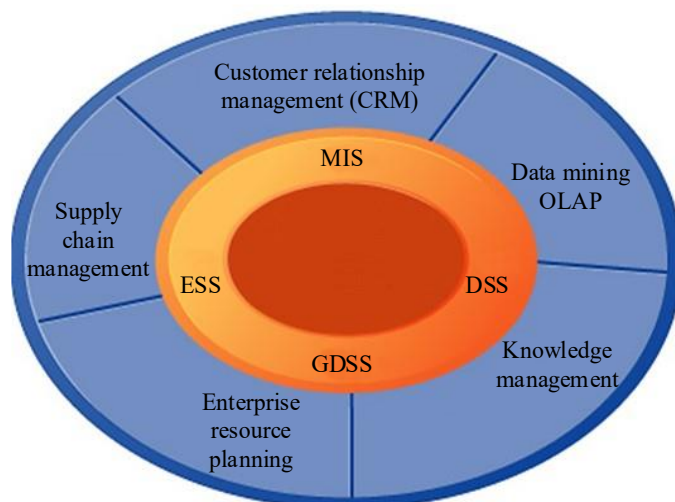 Customer relationship
management (CRM)
MIS
Data mining
OLAP
Supply
chain
management
ESS
DSS
GDSS
Knowledge
management
Enterprise
resource
planning